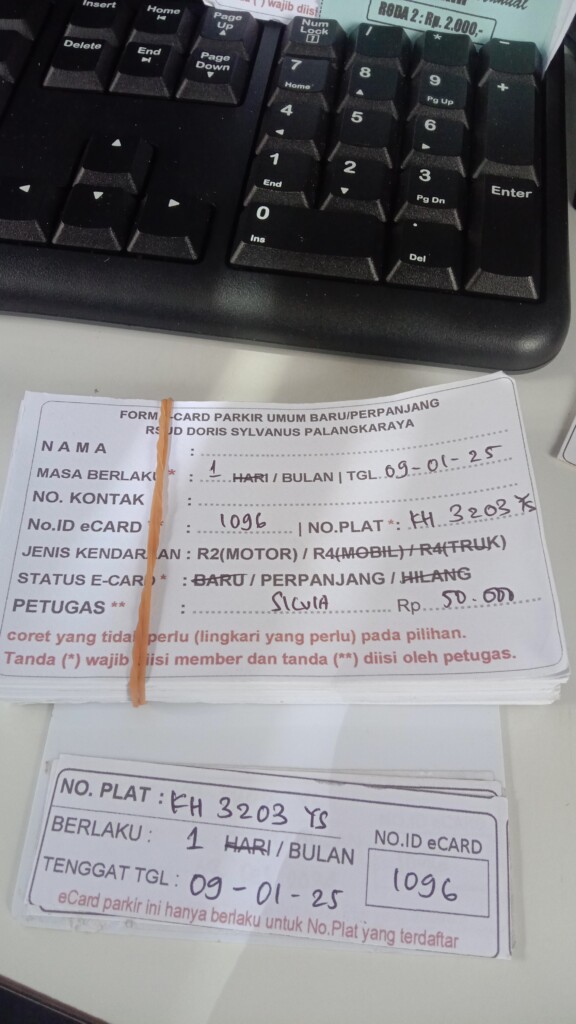 ) wajib diisi
RODA 2 : Rp. 2.000,-
Insert
Home
Page Up
Num Lock
/
*
-
Delete
End
Page Down
7 Home
8
9 Pg Up
+
4
5
6
1 End
2
3 Pg Dn
Enter
0 Ins
. Del
FORM E-CARD PARKIR UMUM BARU/PERPANJANG
RSUD DORIS SYLVANUS PALANGKARAYA
NAMA :
MASA BERLAKU * : 1 HARI / BULAN | TGL. 09-01-25
NO. KONTAK :
No.ID eCARD : 1096 | NO.PLAT *: KH 3203 YS
JENIS KENDARAAN : R2(MOTOR) / R4(MOBIL) / R4(TRUK)
STATUS E-CARD * : BARU / PERPANJANG / HILANG
PETUGAS ** : SILVIA Rp. 50.000
coret yang tidak perlu (lingkari yang perlu) pada pilihan.
Tanda (*) wajib diisi member dan tanda (**) diisi oleh petugas.
NO. PLAT : KH 3203 YS
BERLAKU : 1 HARI / BULAN
NO.ID eCARD
1096
TENGGAT TGL : 09-01-25
eCard parkir ini hanya berlaku untuk No.Plat yang terdaftar